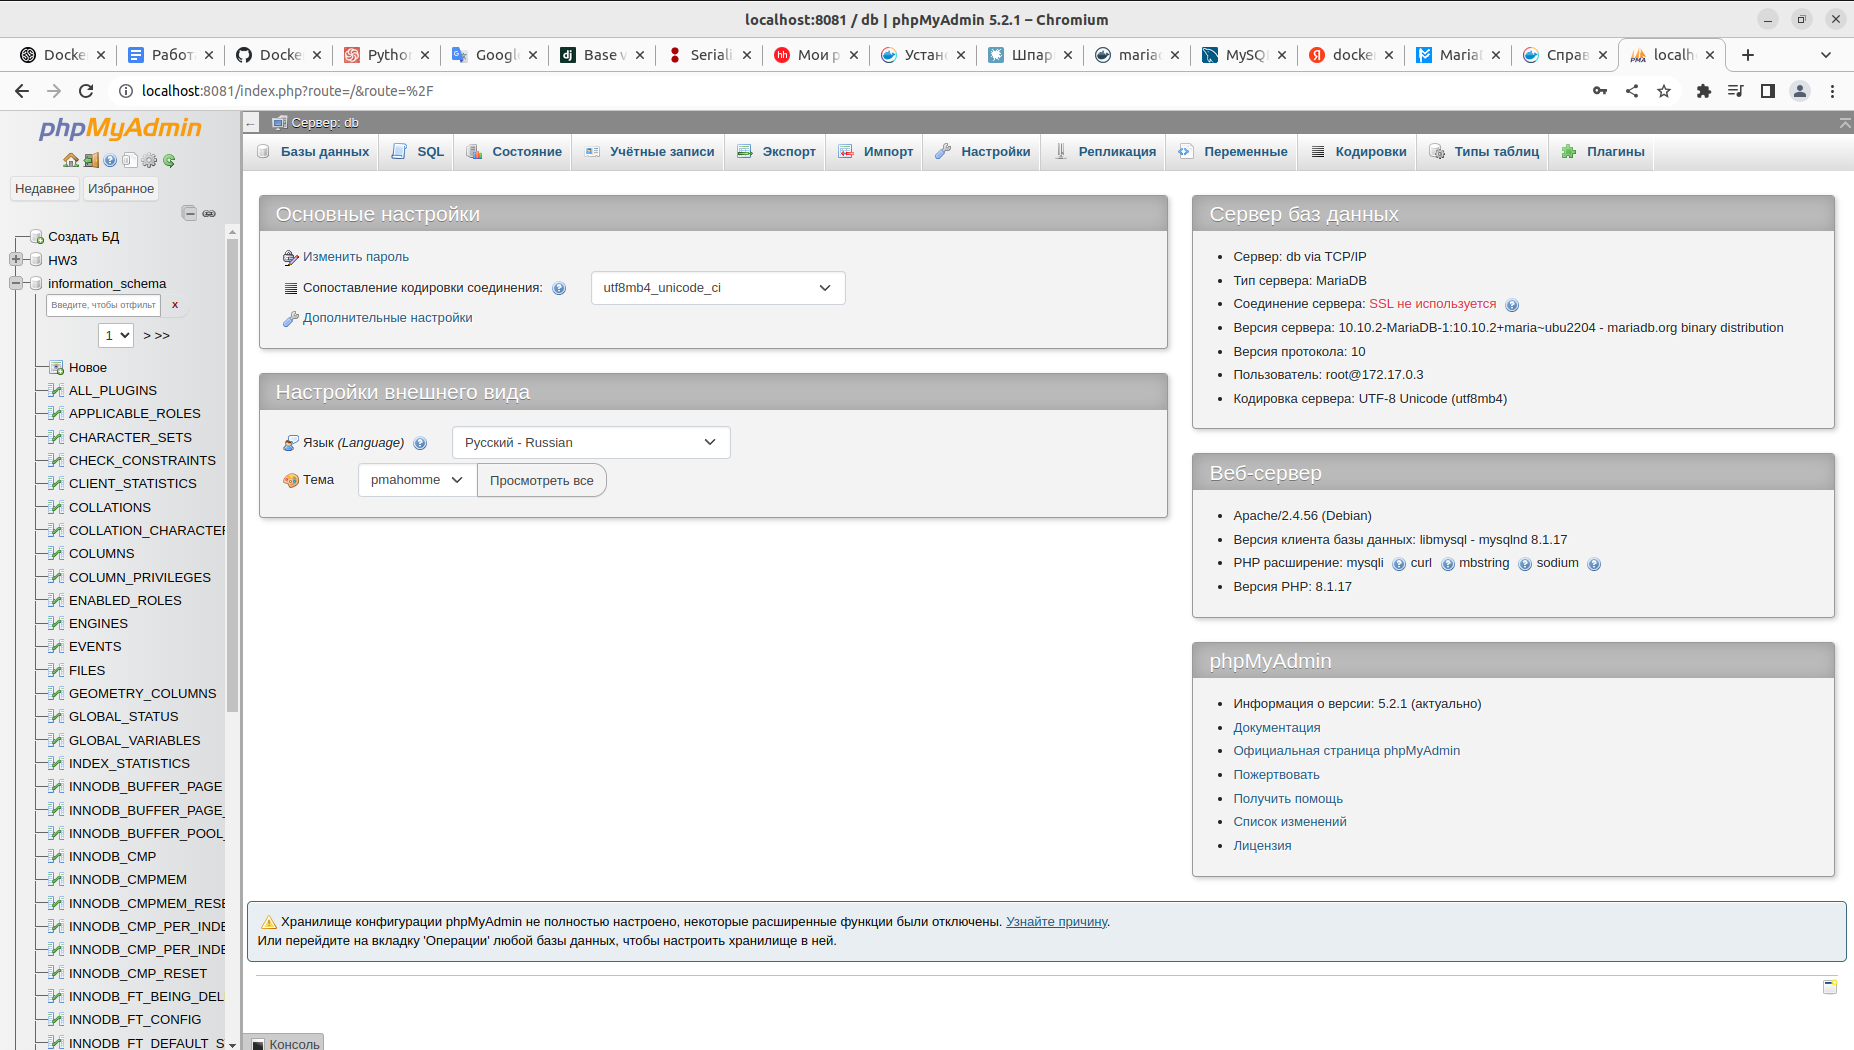 localhost:8081 / db | phpMyAdmin 5.2.1 – Chromium
Docke
Работ
Docke
Python
Google
Base v
Seriali
Мои р
Устано
Шпар
mariad
MySQL
docke
Maria
Справ
localh
localhost:8081/index.php?route=/&route=%2F
phpMyAdmin
Недавнее
Избранное
Создать БД
HW3
information_schema
Введите, чтобы отфильт
X
1
> >>
Новое
ALL_PLUGINS
APPLICABLE_ROLES
CHARACTER_SETS
CHECK_CONSTRAINTS
CLIENT_STATISTICS
COLLATIONS
COLLATION_CHARACTER
COLUMNS
COLUMN_PRIVILEGES
ENABLED_ROLES
ENGINES
EVENTS
FILES
GEOMETRY_COLUMNS
GLOBAL_STATUS
GLOBAL_VARIABLES
INDEX_STATISTICS
INNODB_BUFFER_PAGE
INNODB_BUFFER_PAGE_
INNODB_BUFFER_POOL_
INNODB_CMP
INNODB_CMPMEM
INNODB_CMPMEM_RESE
INNODB_CMP_PER_INDE
INNODB_CMP_PER_INDE
INNODB_CMP_RESET
INNODB_FT_BEING_DEL
INNODB_FT_CONFIG
INNODB_FT_DEFAULT_S
Сервер: db
Базы данных
SQL
Состояние
Учётные записи
Экспорт
Импорт
Настройки
Репликация
Переменные
Кодировки
Типы таблиц
Плагины
Основные настройки
Изменить пароль
Сопоставление кодировки соединения:
utf8mb4_unicode_ci
Дополнительные настройки
Настройки внешнего вида
Язык (Language)
Русский - Russian
Тема
pmahomme
Просмотреть все
Сервер баз данных
Сервер: db via TCP/IP
Тип сервера: MariaDB
Соединение сервера: SSL не используется
Версия сервера: 10.10.2-MariaDB-1:10.10.2+maria~ubu2204 - mariadb.org binary distribution
Версия протокола: 10
Пользователь: root@172.17.0.3
Кодировка сервера: UTF-8 Unicode (utf8mb4)
Веб-сервер
Apache/2.4.56 (Debian)
Версия клиента базы данных: libmysql - mysqlnd 8.1.17
PHP расширение: mysqli curl mbstring sodium
Версия PHP: 8.1.17
phpMyAdmin
Информация о версии: 5.2.1 (актуально)
Документация
Официальная страница phpMyAdmin
Пожертвовать
Получить помощь
Список изменений
Лицензия
Хранилище конфигурации phpMyAdmin не полностью настроено, некоторые расширенные функции были отключены. Узнайте причину.
Или перейдите на вкладку 'Операции' любой базы данных, чтобы настроить хранилище в ней.
Консоль